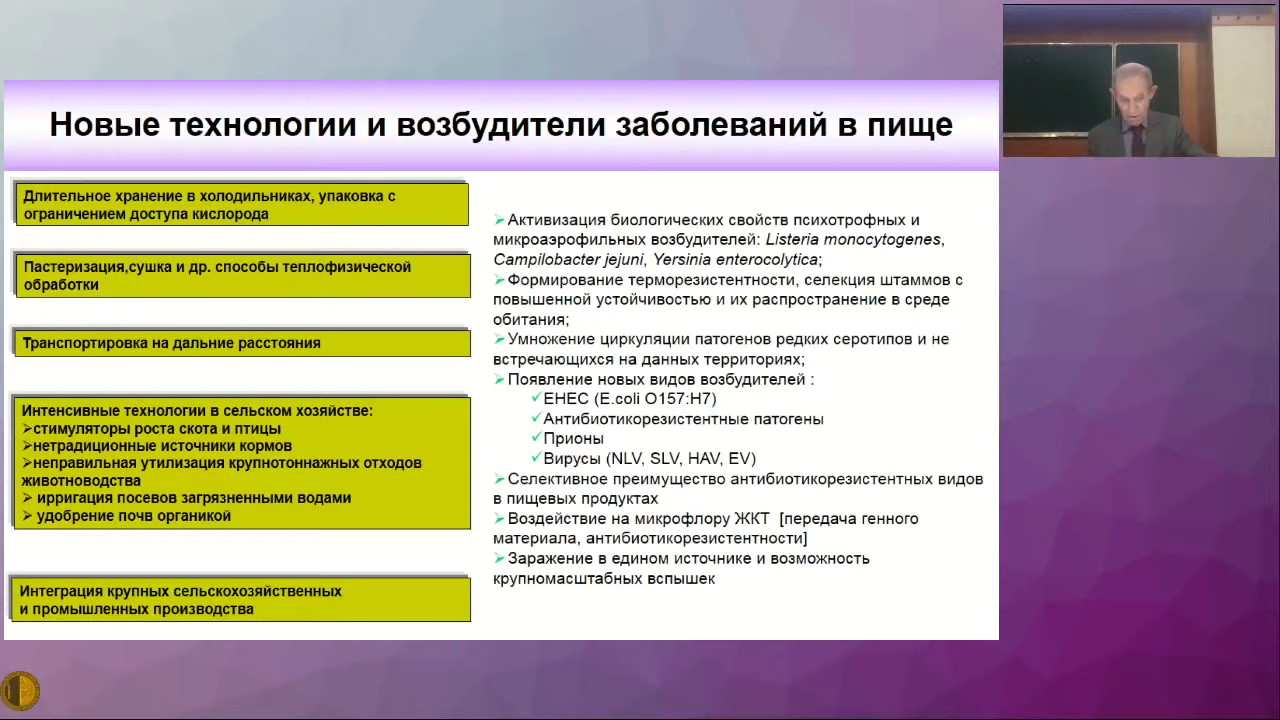 Новые технологии и возбудители заболеваний в пище
Длительное хранение в холодильниках, упаковка с
ограничением доступа кислорода
Пастеризация,сушка и др. способы теплофизической
обработки
Транспортировка на дальние расстояния
Интенсивные технологии в сельском хозяйстве:
➢стимуляторы роста скота и птицы
➢нетрадиционные источники кормов
➢неправильная утилизация крупнотоннажных отходов
животноводства
➢ ирригация посевов загрязненными водами
➢ удобрение почв органикой
Интеграция крупных сельскохозяйственных
и промышленных производства
➢Активизация биологических свойств психотрофных и
микроаэрофильных возбудителей: Listeria monocytogenes,
Campilobacter jejuni, Yersinia enterocolytica;
➢Формирование терморезистентности, селекция штаммов с
повышенной устойчивостью и их распространение в среде
обитания;
➢Умножение циркуляции патогенов редких серотипов и не
встречающихся на данных территориях;
➢Появление новых видов возбудителей :
✓EHEC (E.coli O157:H7)
✓Антибиотикорезистентные патогены
✓Прионы
✓Вирусы (NLV, SLV, HAV, EV)
➢Селективное преимущество антибиотикорезистентных видов
в пищевых продуктах
➢Воздействие на микрофлору ЖКТ [передача генного
материала, антибиотикорезистентности]
➢Заражение в едином источнике и возможность
крупномасштабных вспышек